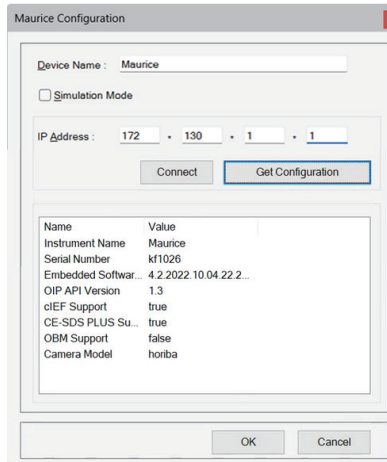 Maurice Configuration
Device Name : Maurice
Simulation Mode
IP Address : 172 . 130 . 1 . 1
Connect Get Configuration
Name Value
Instrument Name Maurice
Serial Number kf1026
Embedded Softwar... 4.2.2022.10.04.22.2...
OIP API Version 1.3
cIEF Support true
CE-SDS PLUS Su... true
OBM Support false
Camera Model horiba
OK Cancel